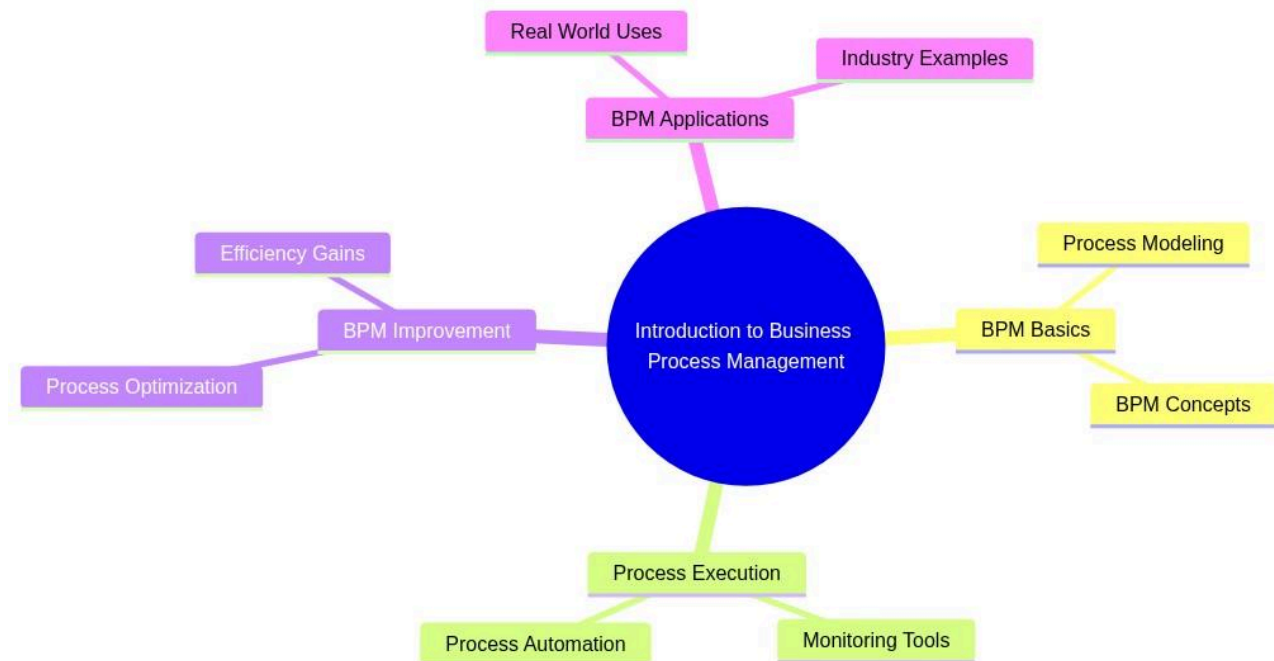 Real World Uses
Industry Examples
BPM Applications
Efficiency Gains
Process Modeling
BPM Improvement
Introduction to Business
Process Management
BPM Basics
Process Optimization
BPM Concepts
Process Execution
Process Automation
Monitoring Tools